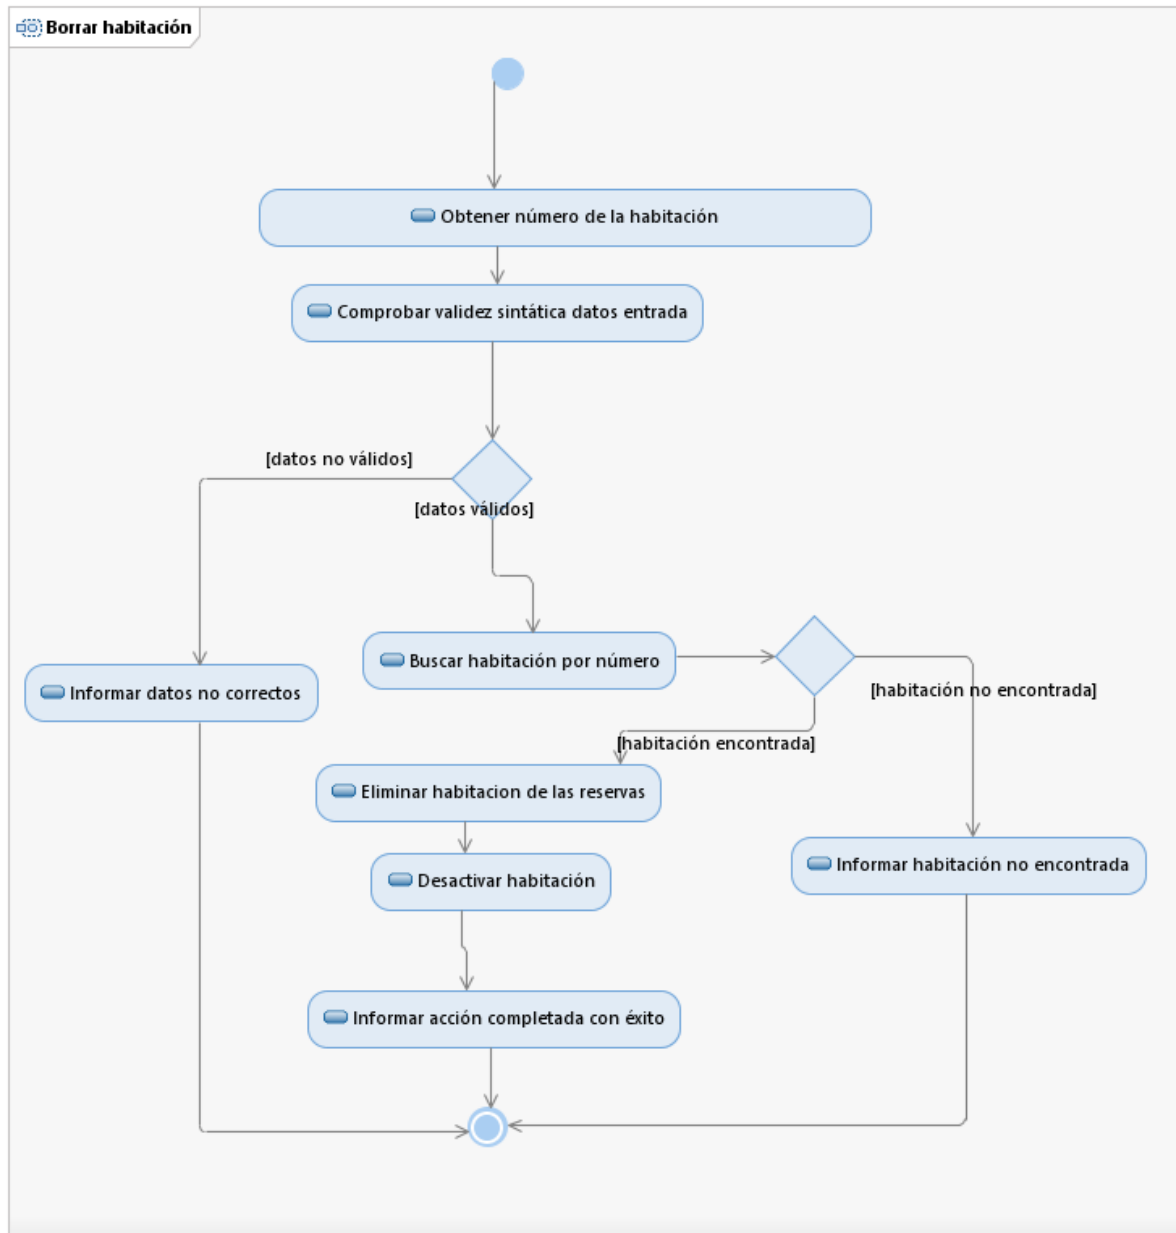 Borrar habitación
Obtener número de la habitación
Comprobar validez sintática datos entrada
[datos no válidos]
[datos válidos]
Buscar habitación por número
Informar datos no correctos
[habitación no encontrada]
[habitación encontrada]
Eliminar habitacion de las reservas
Informar habitación no encontrada
Desactivar habitación
Informar acción completada con éxito